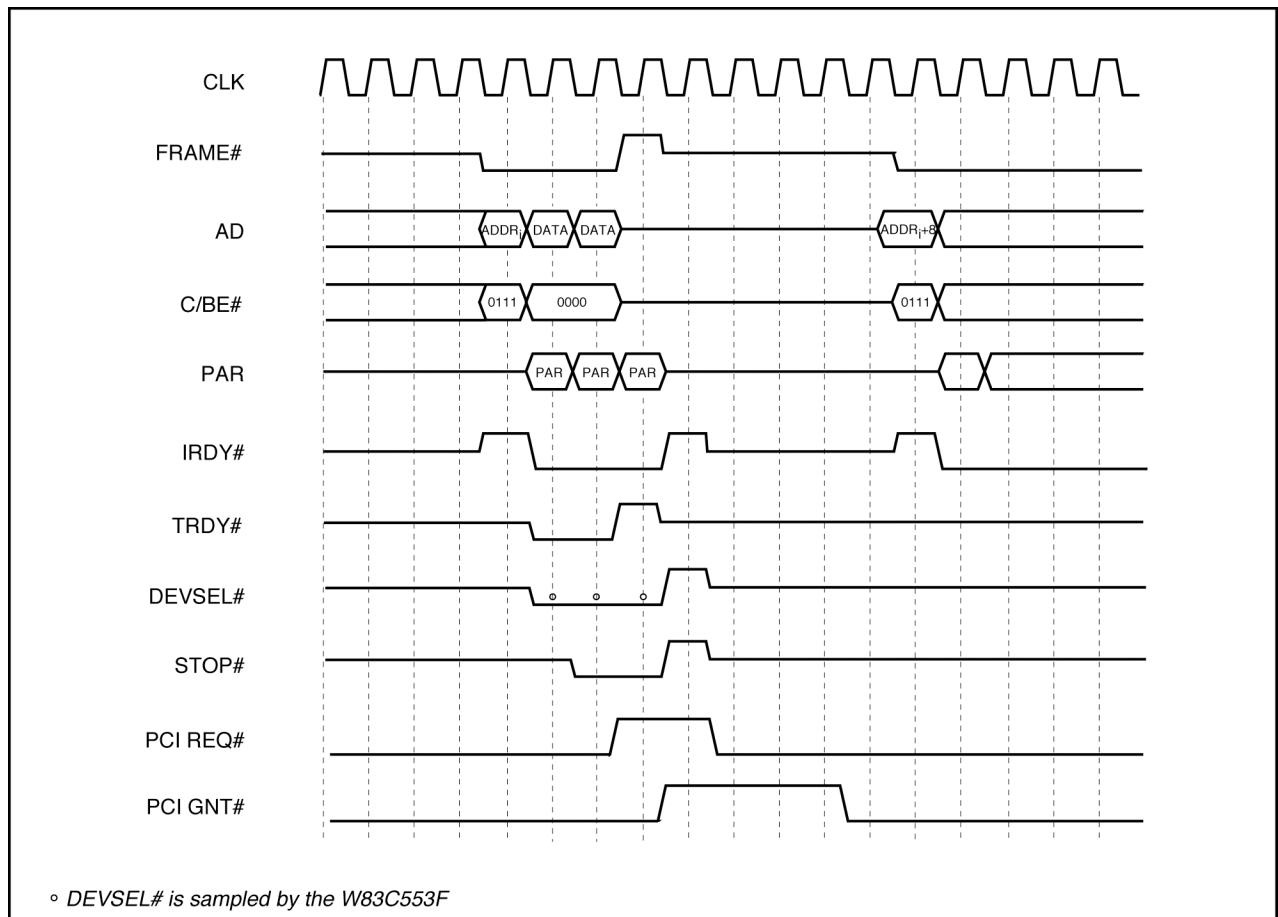 CLK
FRAME#
AD ADDRi DATA DATA ADDRi+8
C/BE# 0111 0000 0111
PAR PAR PAR PAR
IRDY#
TRDY#
DEVSEL#
STOP#
PCI REQ#
PCI GNT#
° DEVSEL# is sampled by the W83C553F